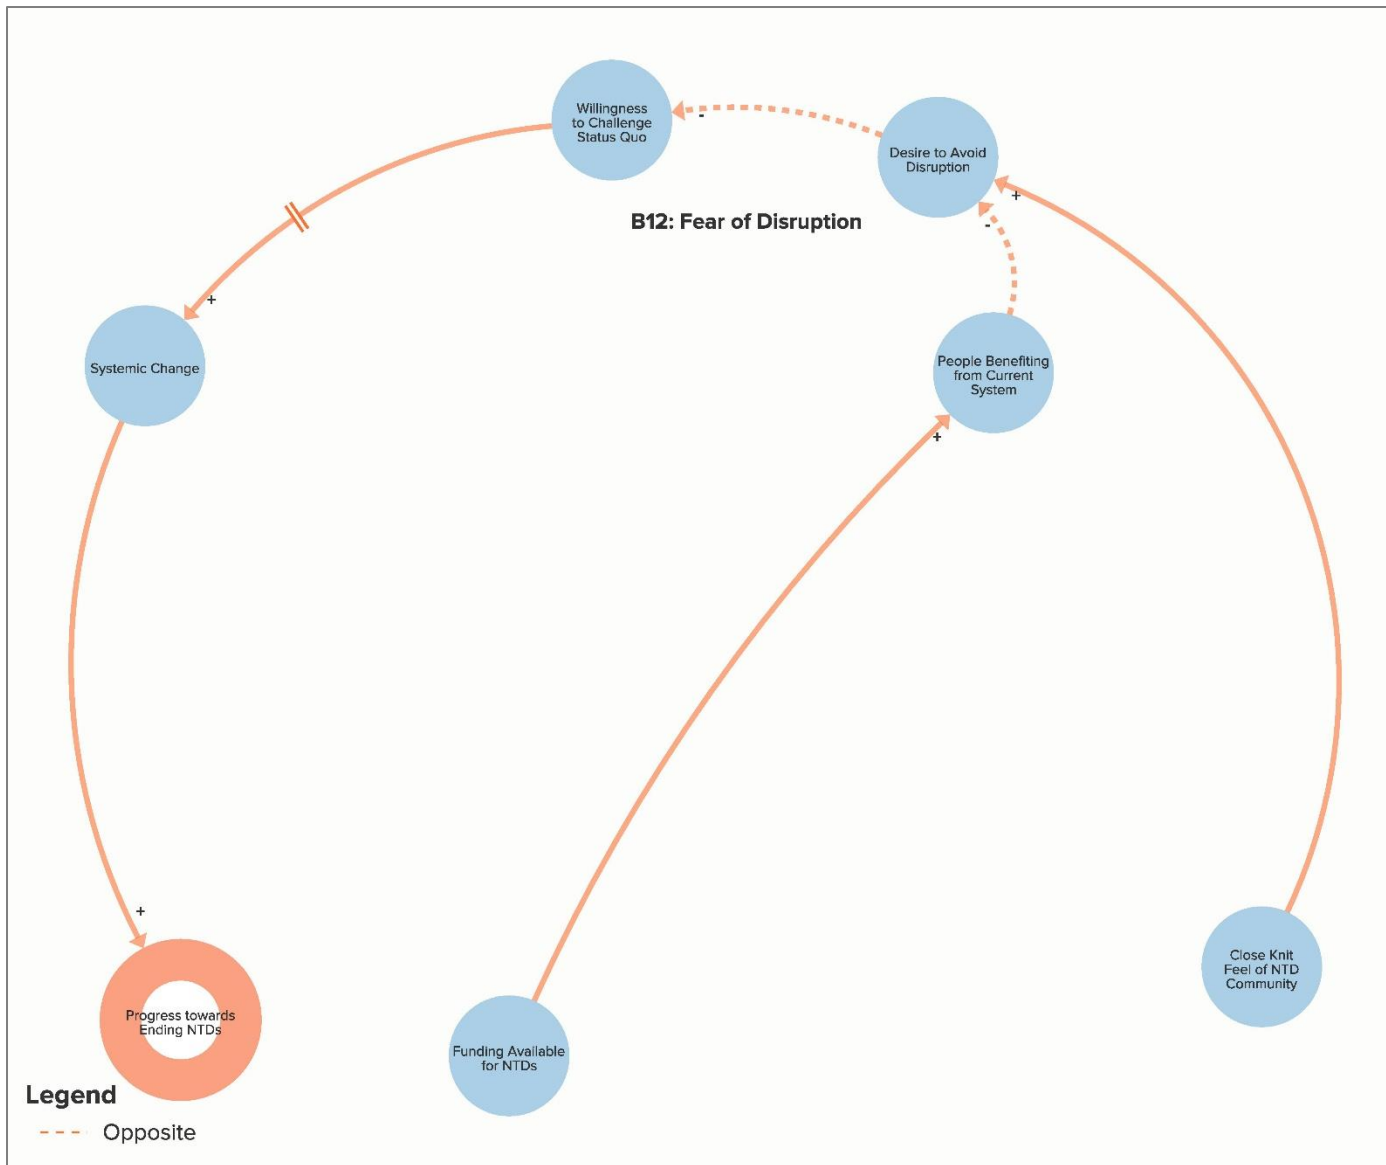 Willingness
to Challenge
Status Quo
-
Desire to Avoid
Disruption
+
B12: Fear of Disruption
-
+
Systemic Change
People Benefiting
from Current
System
+
+
Close Knit
Feel of NTD
Community
Progress towards
Ending NTDs
Funding Available
for NTDs
Legend
Opposite